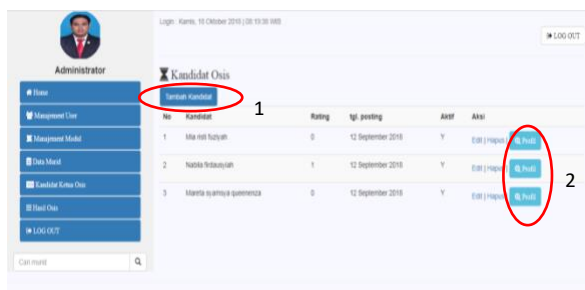 Login : Kamis, 18 Oktober 2018 | 08:19:38 WIB
LOG OUT
Administrator
Home
Management User
Manajement Modul
Data Murid
Kandidat Ketua Osis
Hasil Osis
LOG OUT
Cari murid
Kandidat Osis
Tambah Kandidat
1
No Kandidat Rating tgl. posting Aktif Aksi
1 Mia risti fuziyah 0 12 September 2018 Y Edit | Hapus | Profil
2 Nabila firdausyiah 1 12 September 2018 Y Edit | Hapus | Profil
3 Mareta syamsya queenenza 0 12 September 2018 Y Edit | Hapus | Profil
2